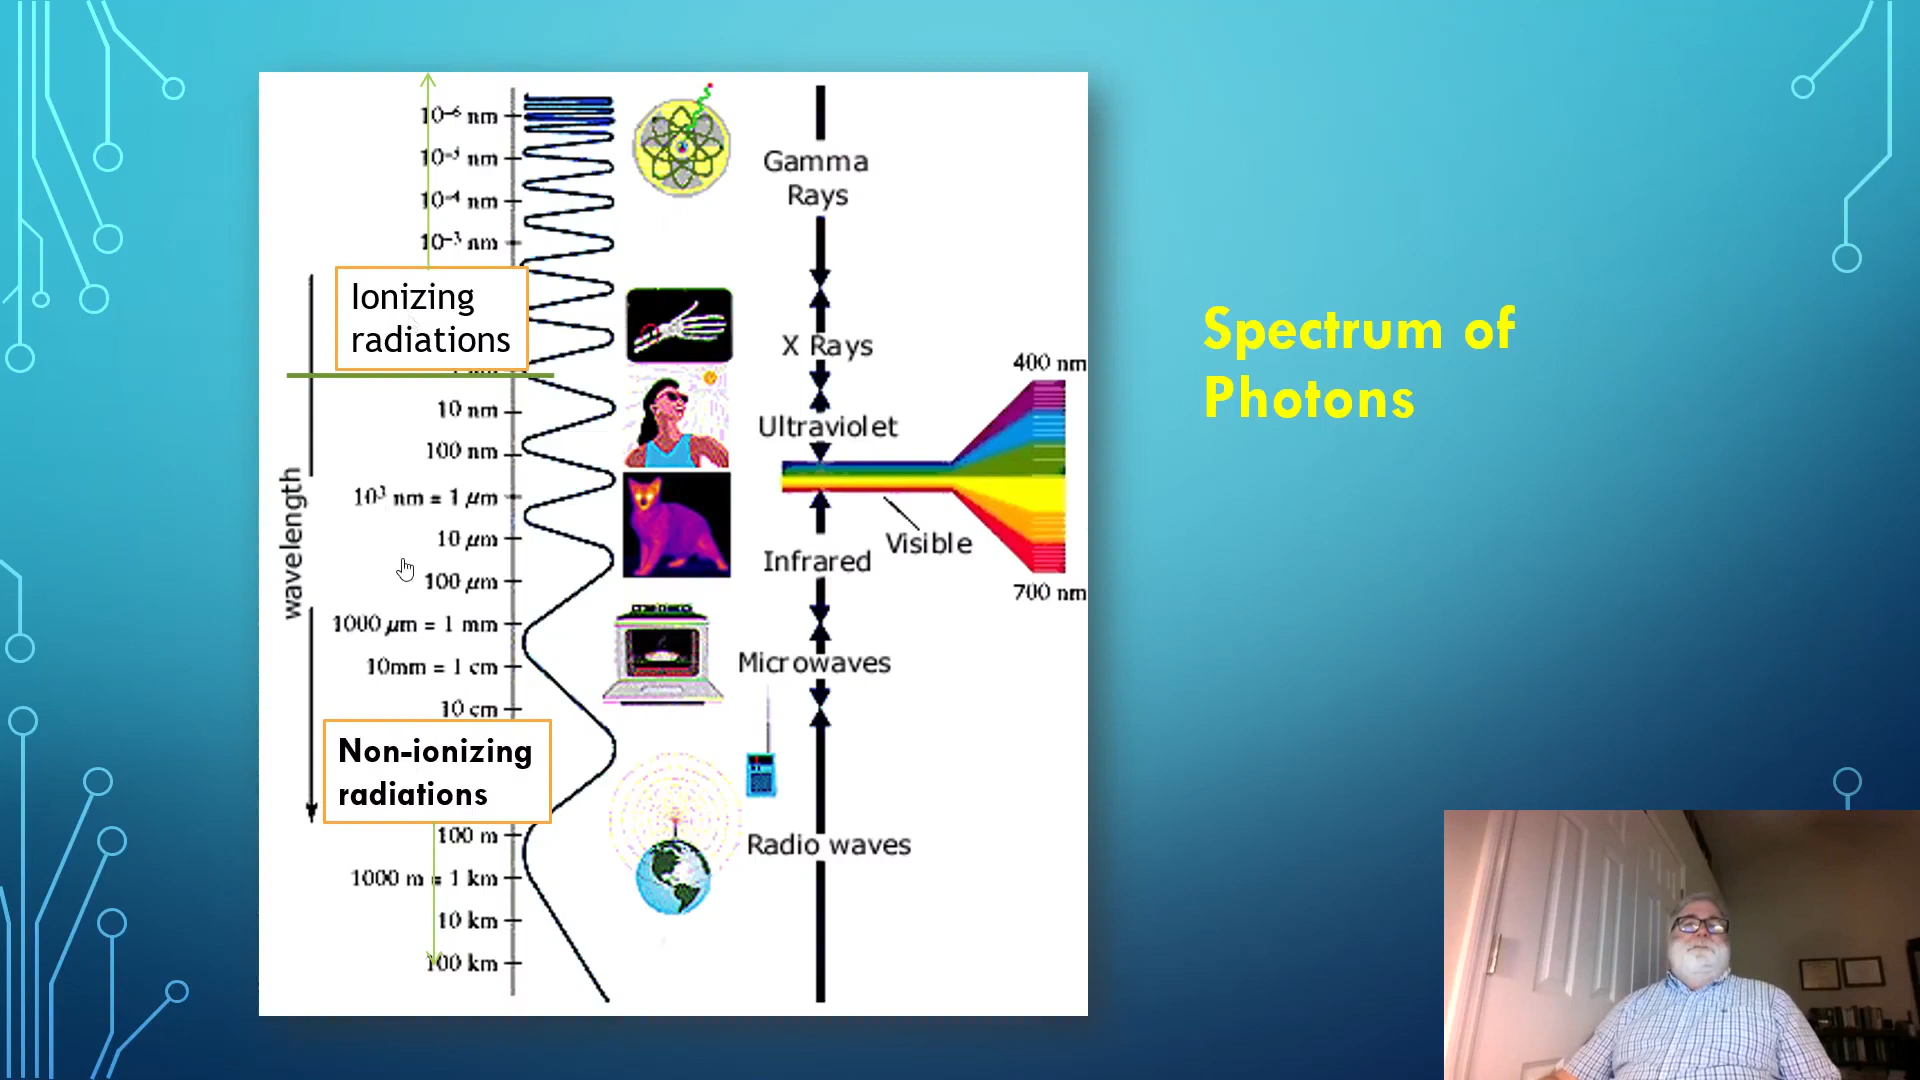 10⁻⁶ nm
10⁻⁵ nm
10⁻⁴ nm
10⁻³ nm
Ionizing
radiations
10 nm
100 nm
10³ nm = 1 µm
10 µm
100 µm
1000 µm = 1 mm
10mm = 1 cm
10 cm
Non-ionizing
radiations
100 m
1000 m = 1 km
10 km
100 km
wavelength
Gamma
Rays
X Rays
Ultraviolet
Visible
Infrared
Microwaves
Radio waves
400 nm
700 nm
Spectrum of
Photons